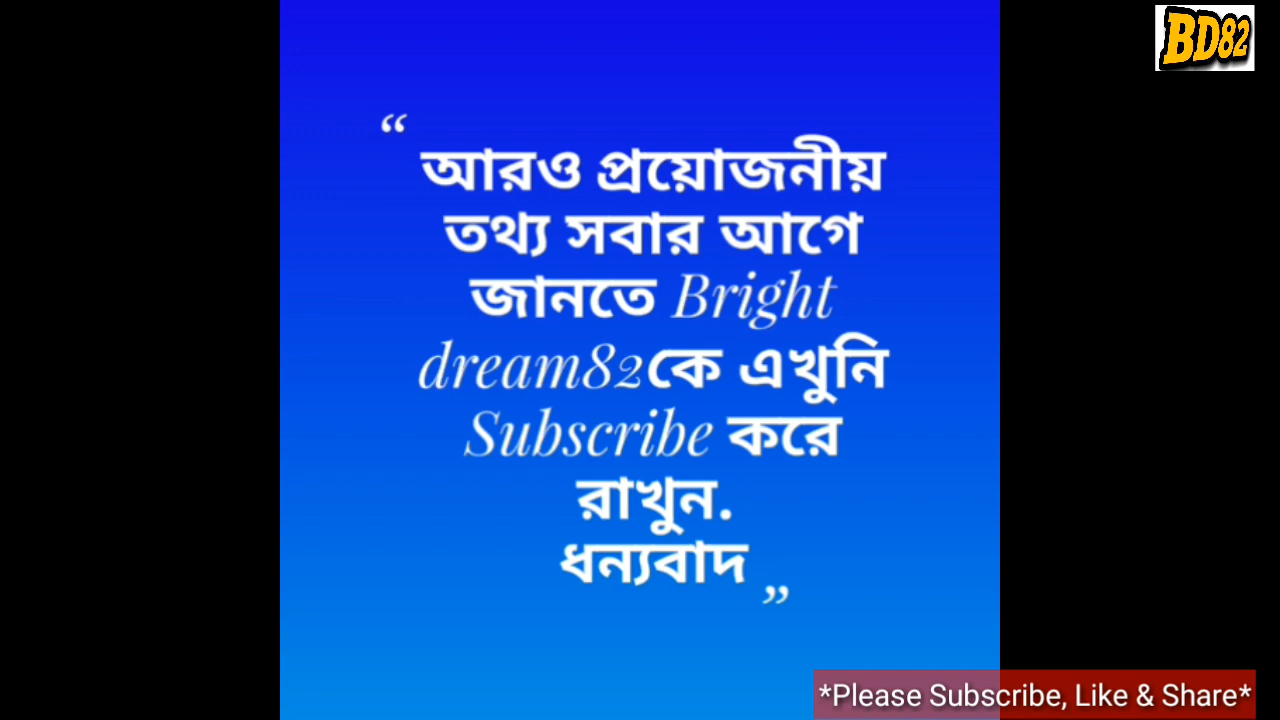 BD82
“
আরও প্রয়োজনীয়
তথ্য সবার আগে
জানতে Bright
dream82কে এখুনি
Subscribe করে
রাখুন.
ধন্যবাদ
”
*Please Subscribe, Like & Share*